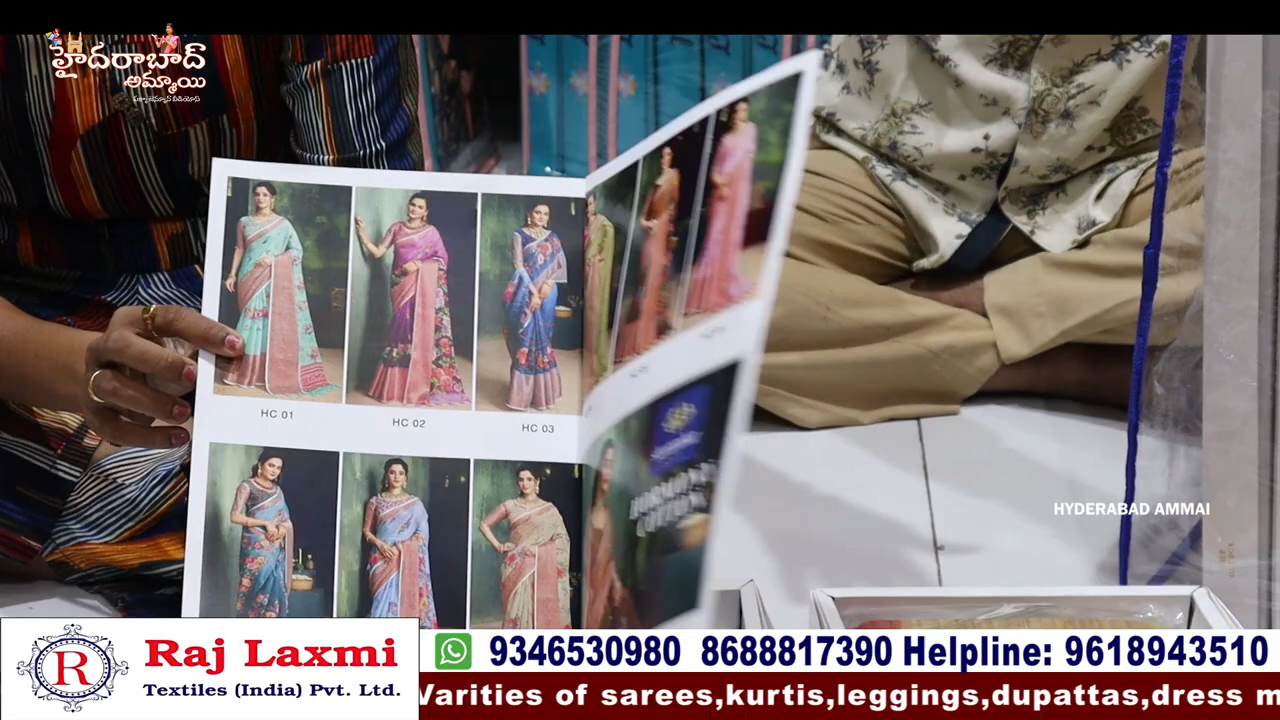 హైదరాబాద్
అమ్మాయి
HC 01
HC 02
HC 03
HYDERABAD AMMAI
R
Raj Laxmi
Textiles (India) Pvt. Ltd.
9346530980 8688817390 Helpline: 9618943510
Varities of sarees,kurtis,leggings,dupattas,dress m